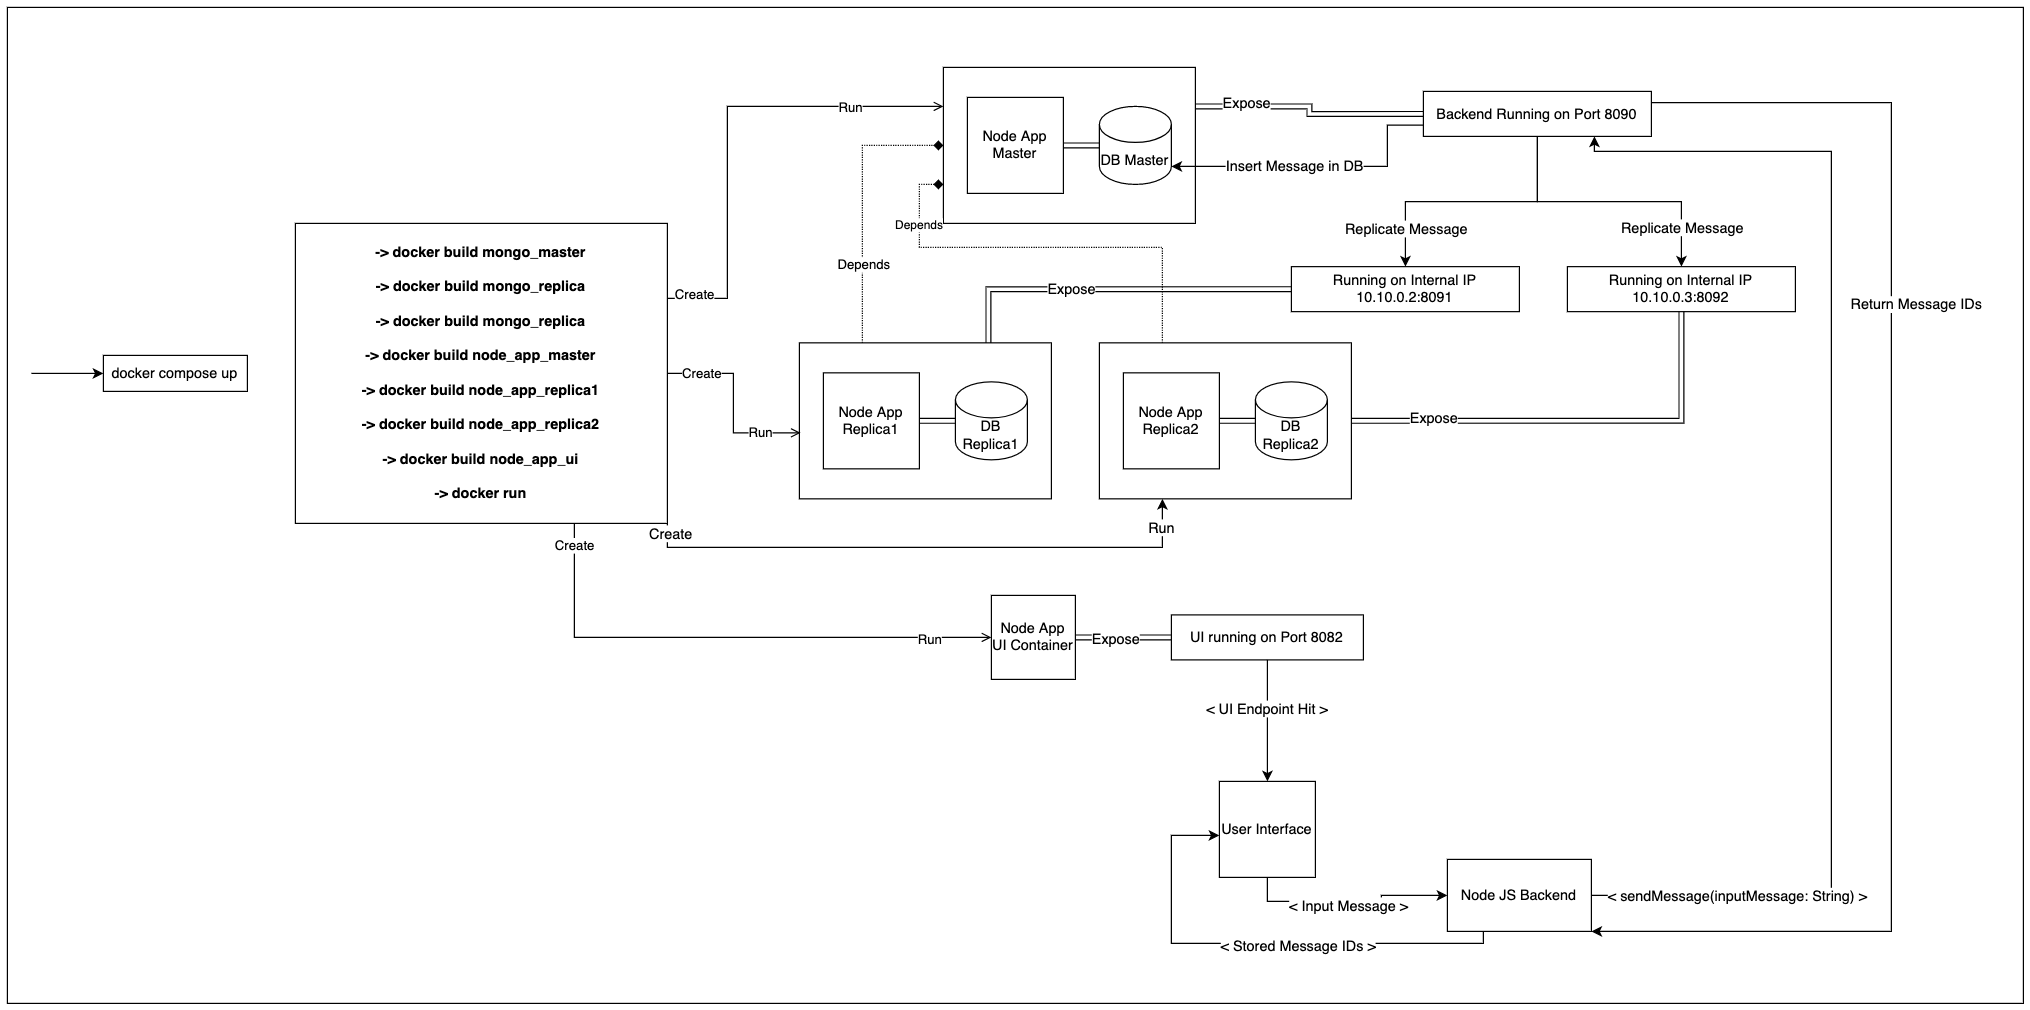 docker compose up
-> docker build mongo_master
-> docker build mongo_replica
-> docker build mongo_replica
-> docker build node_app_master
-> docker build node_app_replica1
-> docker build node_app_replica2
-> docker build node_app_ui
-> docker run
Create
Run
Create
Run
Create
Run
Create
Run
Node App
Master
DB Master
Depends
Depends
Expose
Backend Running on Port 8090
Insert Message in DB
Replicate Message
Replicate Message
Running on Internal IP
10.10.0.2:8091
Running on Internal IP
10.10.0.3:8092
Return Message IDs
Expose
Node App
Replica1
DB
Replica1
Node App
Replica2
DB
Replica2
Expose
Node App
UI Container
Expose
UI running on Port 8082
< UI Endpoint Hit >
User Interface
< Input Message >
Node JS Backend
< sendMessage(inputMessage: String) >
< Stored Message IDs >